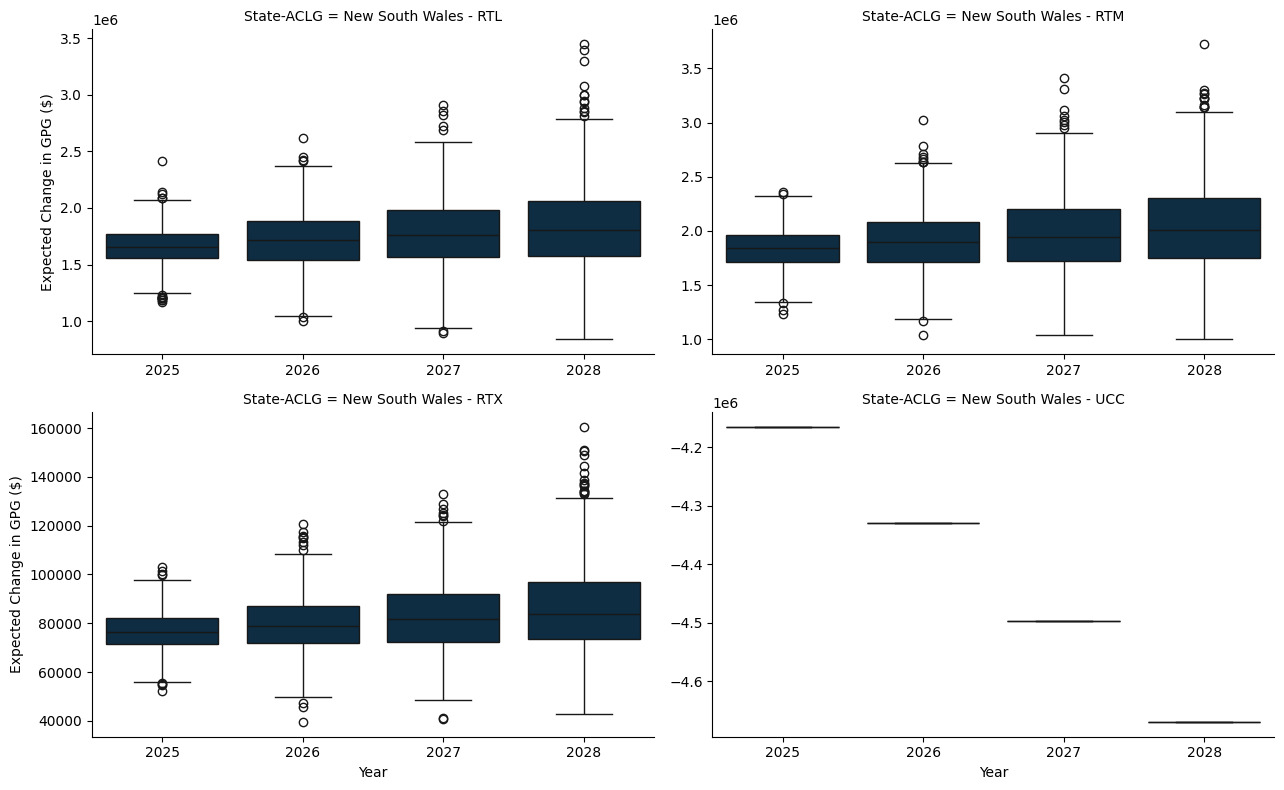 State-ACLG = New South Wales - RTL
1e6
3.5
3.0
2.5
2.0
1.5
1.0
Expected Change in GPG ($)
2025 2026 2027 2028
State-ACLG = New South Wales - RTM
1e6
3.5
3.0
2.5
2.0
1.5
1.0
2025 2026 2027 2028
State-ACLG = New South Wales - RTX
160000
140000
120000
100000
80000
60000
40000
Expected Change in GPG ($)
2025 2026 2027 2028
Year
State-ACLG = New South Wales - UCC
1e6
−4.2
−4.3
−4.4
−4.5
−4.6
2025 2026 2027 2028
Year